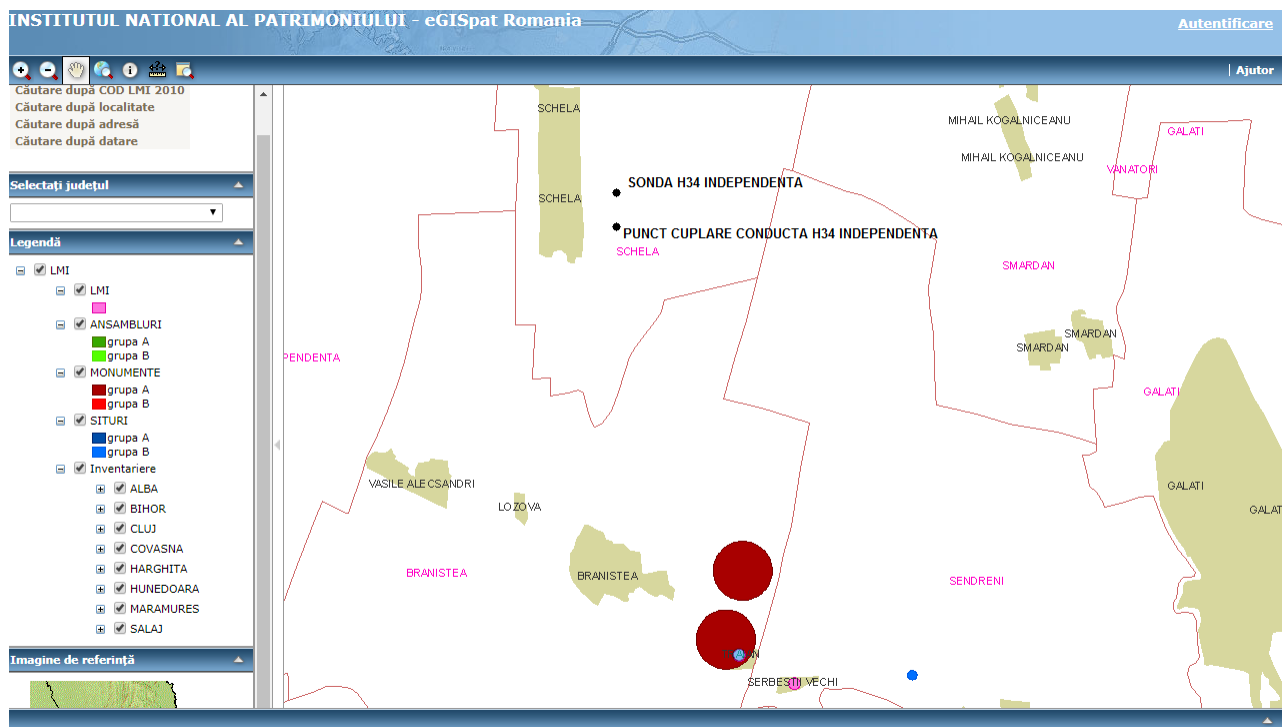 INSTITUTUL NATIONAL AL PATRIMONIULUI - eGISpat Romania
Autentificare
Ajutor
Căutare după COD LMI 2010
Căutare după localitate
Căutare după adresă
Căutare după datare
Selectați județul
Legendă
LMI
LMI
ANSAMBLURI
grupa A
grupa B
MONUMENTE
grupa A
grupa B
SITURI
grupa A
grupa B
Inventariere
ALBA
BIHOR
CLUJ
COVASNA
HARGHITA
HUNEDOARA
MARAMURES
SALAJ
Imagine de referință
SCHELA
MIHAIL KOGALNICEANU
GALATI
MIHAIL KOGALNICEANU
VANATORI
SONDA H34 INDEPENDENTA
SCHELA
PUNCT CUPLARE CONDUCTA H34 INDEPENDENTA
SCHELA
SMARDAN
SMARDAN
SMARDAN
PENDENTA
GALATI
VASILE ALECSANDRI
GALATI
LOZOVA
GALAT
BRANISTEA
BRANISTEA
SENDRENI
SERBESTII VECHI